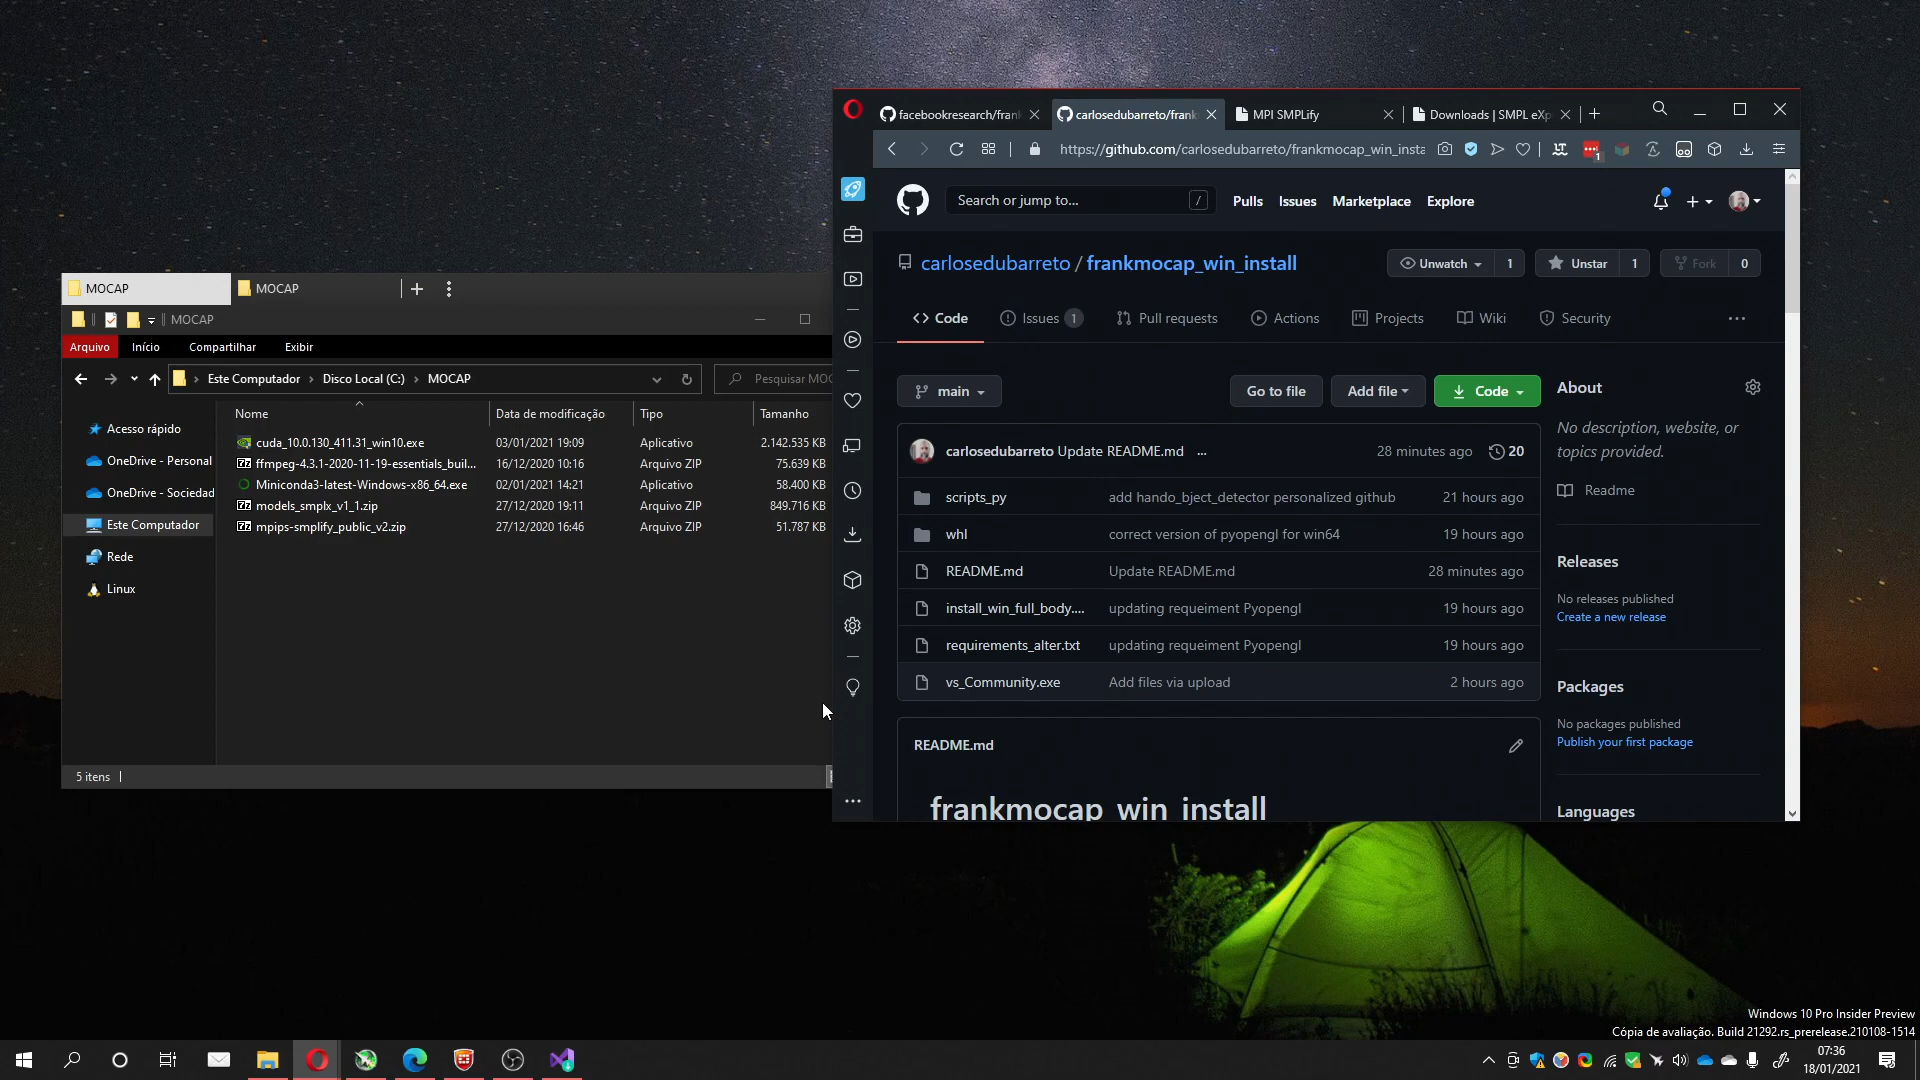 MOCAP
MOCAP
MOCAP
Arquivo Início Compartilhar Exibir
Este Computador > Disco Local (C:) > MOCAP
Pesquisar MOC
Nome Data de modificação Tipo Tamanho
Acesso rápido
OneDrive - Personal
OneDrive - Sociedad
Este Computador
Rede
Linux
cuda_10.0.130_411.31_win10.exe 03/01/2021 19:09 Aplicativo 2.142.535 KB
ffmpeg-4.3.1-2020-11-19-essentials_buil... 16/12/2020 10:16 Arquivo ZIP 75.639 KB
Miniconda3-latest-Windows-x86_64.exe 02/01/2021 14:21 Aplicativo 58.400 KB
models_smplx_v1_1.zip 27/12/2020 19:11 Arquivo ZIP 849.716 KB
mpips-smplify_public_v2.zip 27/12/2020 16:46 Arquivo ZIP 51.787 KB
5 itens
facebookresearch/fran
carlosedubarreto/frank
MPI SMPLify
Downloads | SMPL eXp
https://github.com/carlosedubarreto/frankmocap_win_insta
1
Search or jump to... /
Pulls Issues Marketplace Explore
carlosedubarreto / frankmocap_win_install
Unwatch 1 Unstar 1 Fork 0
Code Issues 1 Pull requests Actions Projects Wiki Security ...
main Go to file Add file Code
carlosedubarreto Update README.md ... 28 minutes ago 20
scripts_py add hando_bject_detector personalized github 21 hours ago
whl correct version of pyopengl for win64 19 hours ago
README.md Update README.md 28 minutes ago
install_win_full_body.... updating requeiment Pyopengl 19 hours ago
requirements_alter.txt updating requeiment Pyopengl 19 hours ago
vs_Community.exe Add files via upload 2 hours ago
README.md
frankmocap_win_install
About
No description, website, or
topics provided.
Readme
Releases
No releases published
Create a new release
Packages
No packages published
Publish your first package
Languages
Windows 10 Pro Insider Preview
Cópia de avaliação. Build 21292.rs_prerelease.210108-1514
07:36
18/01/2021